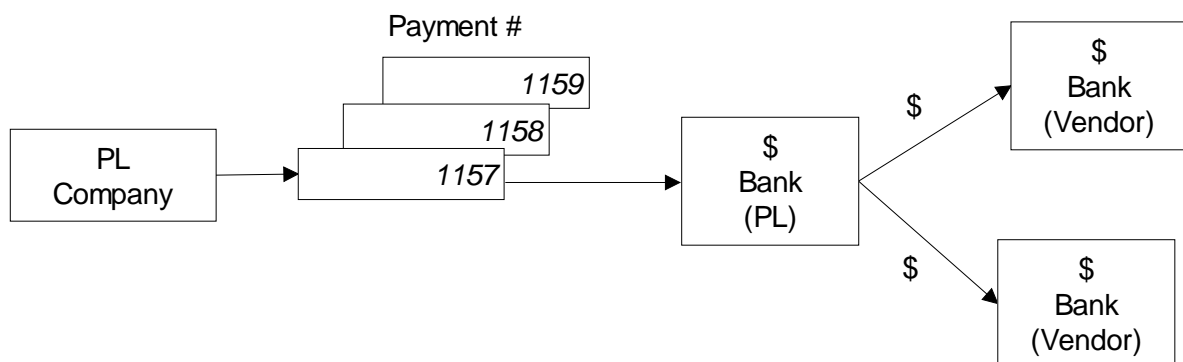 Payment #
1159
1158
1157
PL
Company
$
Bank
(PL)
$
$
$
Bank
(Vendor)
$
Bank
(Vendor)